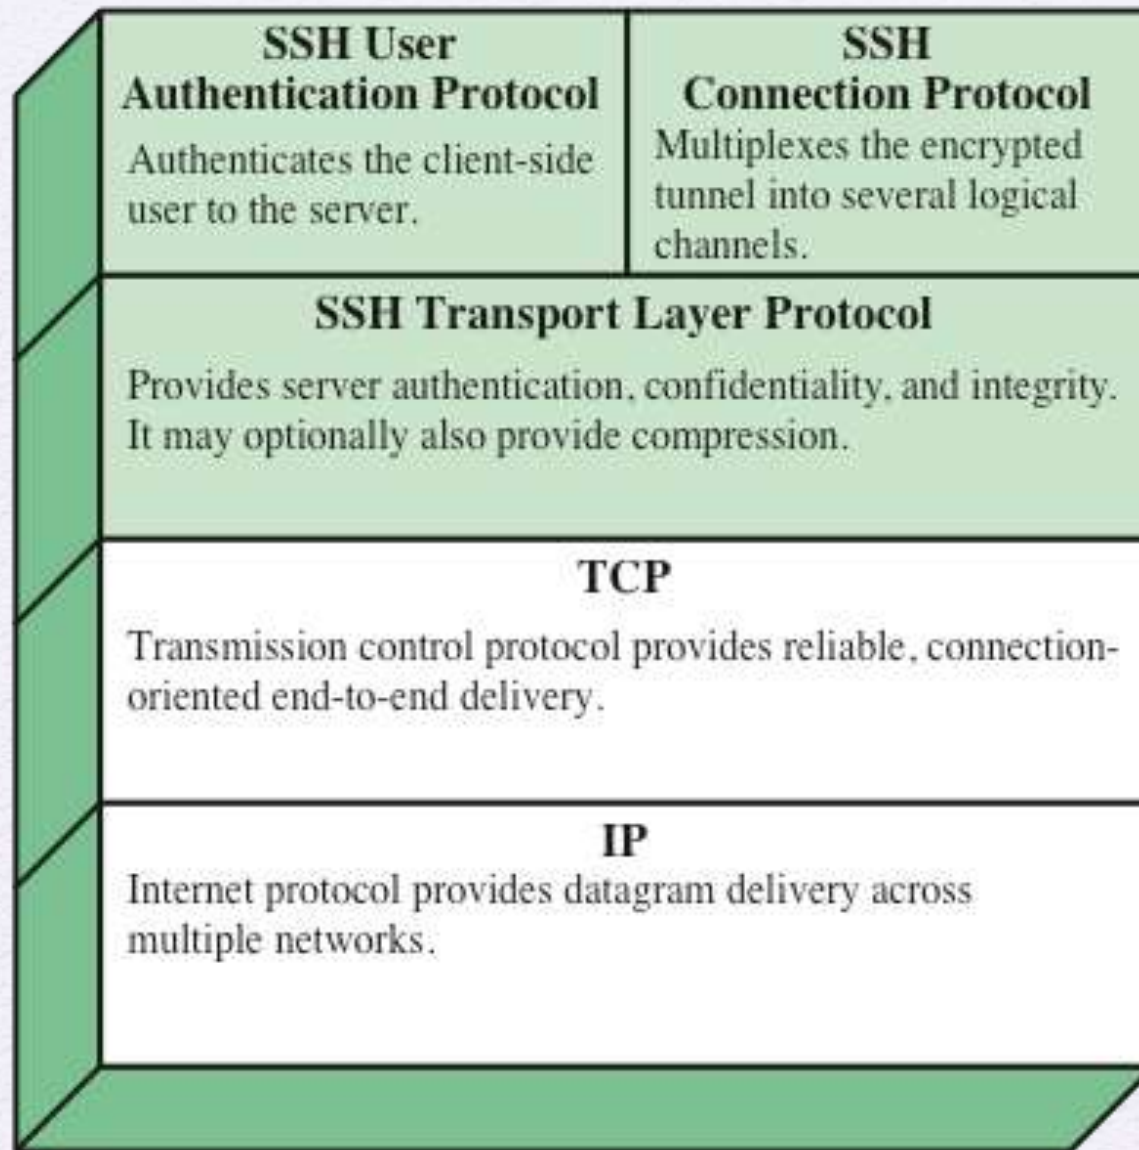 SSH User
Authentication Protocol
Authenticates the client-side
user to the server.
SSH
Connection Protocol
Multiplexes the encrypted
tunnel into several logical
channels.
SSH Transport Layer Protocol
Provides server authentication, confidentiality, and integrity.
It may optionally also provide compression.
TCP
Transmission control protocol provides reliable, connection-
oriented end-to-end delivery.
IP
Internet protocol provides datagram delivery across
multiple networks.